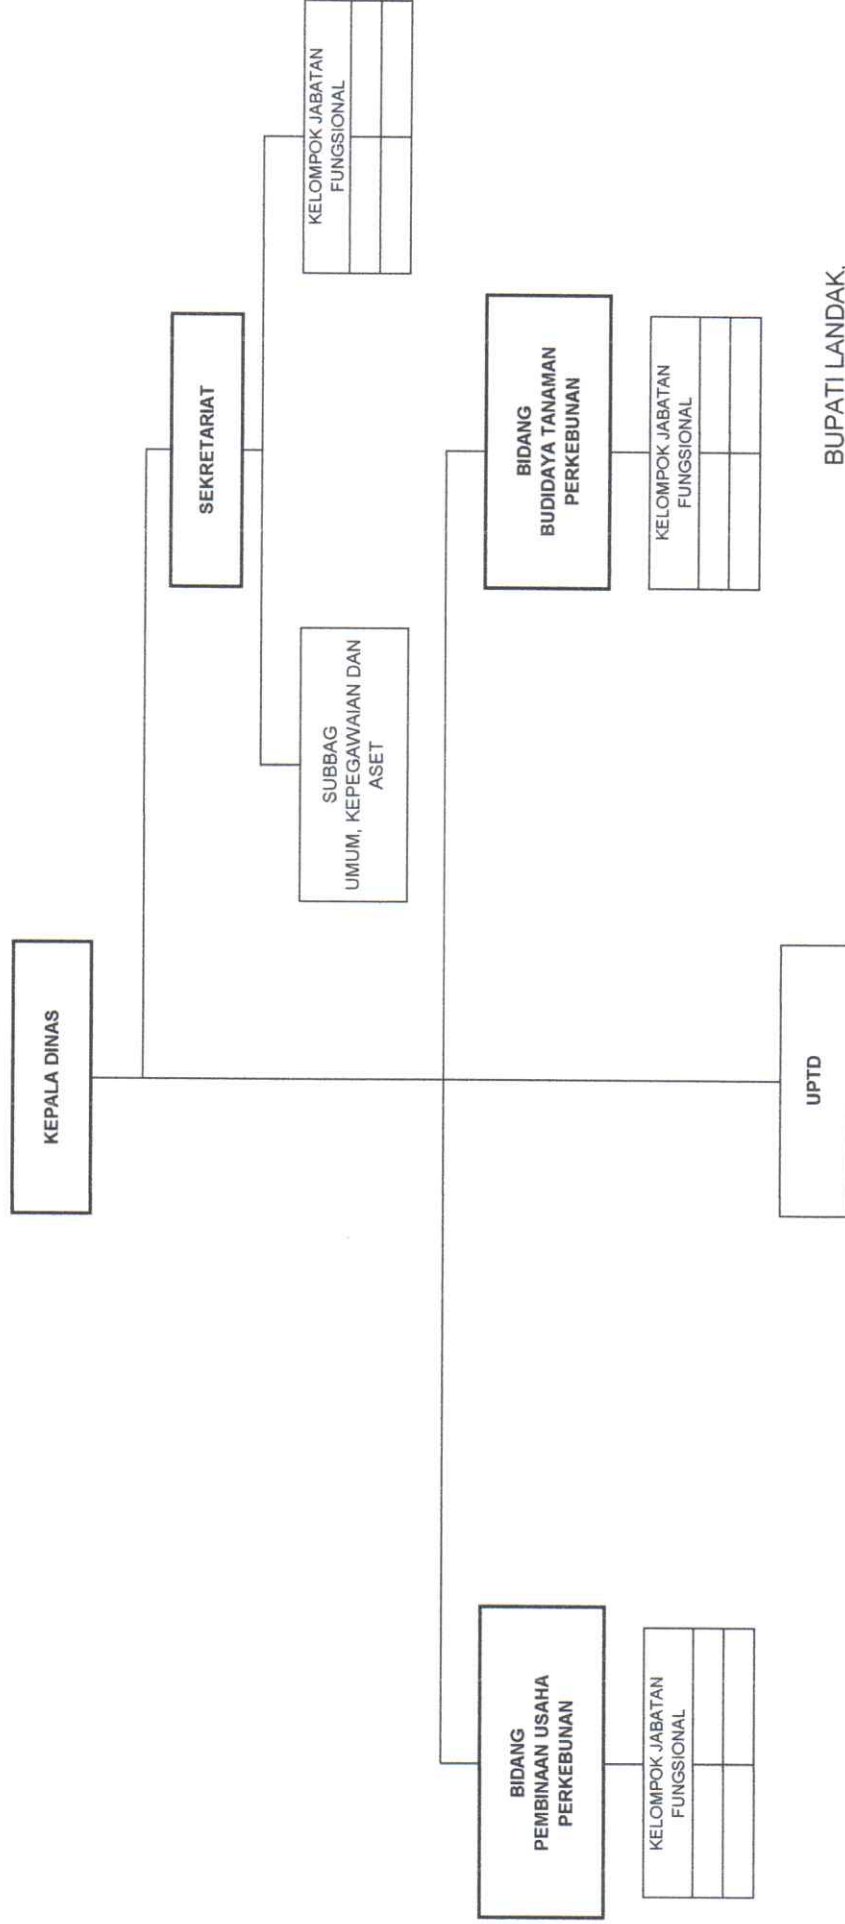 KEPALA DINAS
SEKRETARIAT
SUBBAG
UMUM, KEPEGAWAIAN DAN
ASET
KELOMPOK JABATAN
FUNGSIONAL
BIDANG
PEMBINAAN USAHA
PERKEBUNAN
KELOMPOK JABATAN
FUNGSIONAL
BIDANG
BUDIDAYA TANAMAN
PERKEBUNAN
KELOMPOK JABATAN
FUNGSIONAL
UPTD
BUPATI LANDAK,